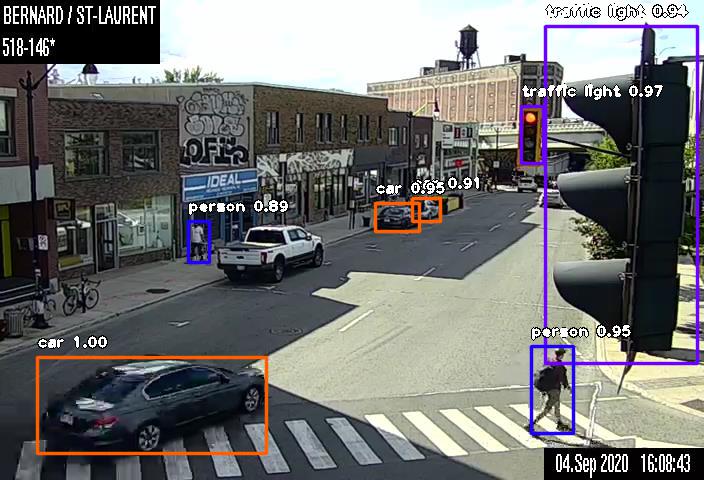 BERNARD / ST-LAURENT
518-146*
traffic light 0.94
traffic light 0.97
car 0.95
0.91
person 0.89
IDEAL
LOFTS
person 0.95
car 1.00
04.Sep 2020 16:08:43